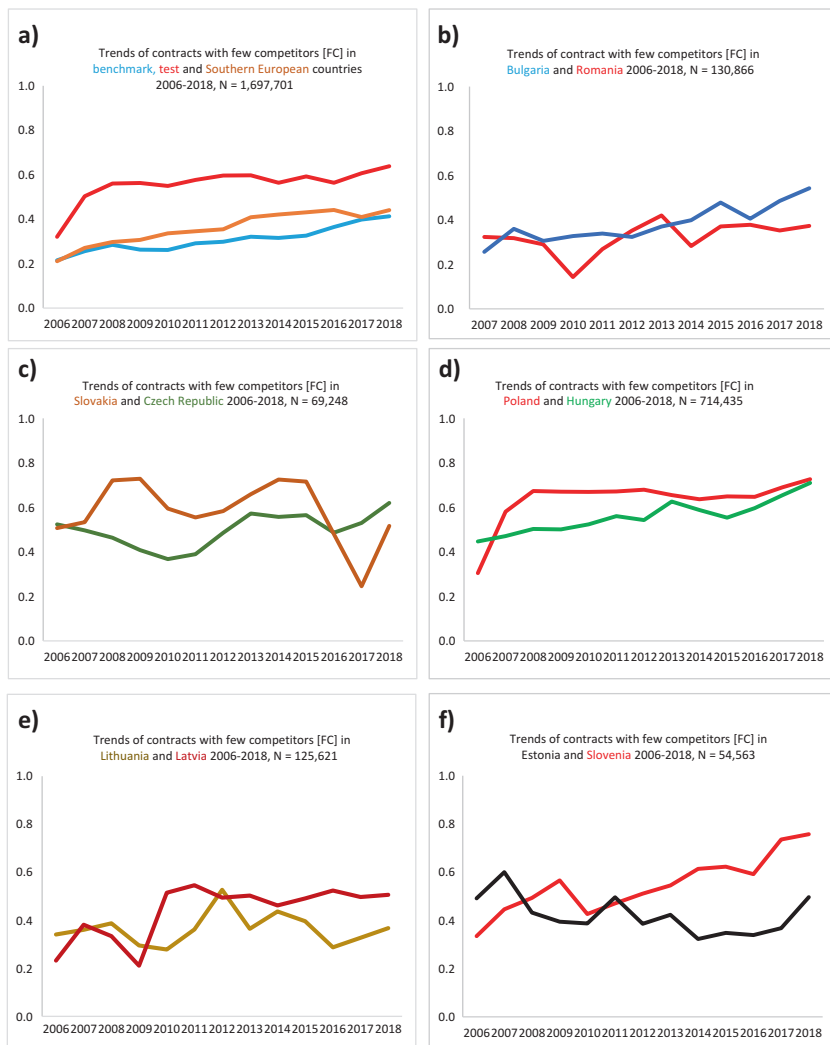 a)
Trends of contracts with few competitors [FC] in
benchmark, test and Southern European countries
2006-2018, N = 1,697,701
1.0
0.8
0.6
0.4
0.2
0.0
2006 2007 2008 2009 2010 2011 2012 2013 2014 2015 2016 2017 2018
b)
Trends of contract with few competitors [FC] in
Bulgaria and Romania 2006-2018, N = 130,866
1.0
0.8
0.6
0.4
0.2
0.0
2007 2008 2009 2010 2011 2012 2013 2014 2015 2016 2017 2018
c)
Trends of contracts with few competitors [FC] in
Slovakia and Czech Republic 2006-2018, N = 69,248
1.0
0.8
0.6
0.4
0.2
0.0
2006 2007 2008 2009 2010 2011 2012 2013 2014 2015 2016 2017 2018
d)
Trends of contracts with few competitors [FC] in
Poland and Hungary 2006-2018, N = 714,435
1.0
0.8
0.6
0.4
0.2
0.0
2006 2007 2008 2009 2010 2011 2012 2013 2014 2015 2016 2017 2018
e)
Trends of contracts with few competitors [FC] in
Lithuania and Latvia 2006-2018, N = 125,621
1.0
0.8
0.6
0.4
0.2
0.0
2006 2007 2008 2009 2010 2011 2012 2013 2014 2015 2016 2017 2018
f)
Trends of contracts with few competitors [FC] in
Estonia and Slovenia 2006-2018, N = 54,563
1.0
0.8
0.6
0.4
0.2
0.0
2006 2007 2008 2009 2010 2011 2012 2013 2014 2015 2016 2017 2018